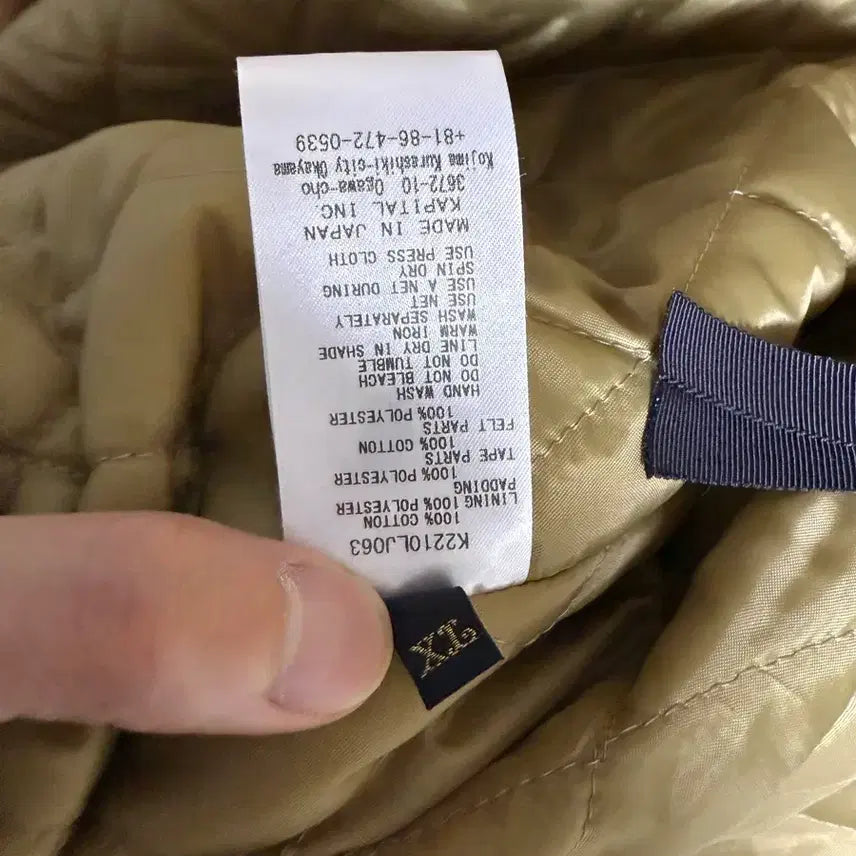 K2210LJ063
100% COTTON
LINING 100% POLYESTER
PADDING
100% POLYESTER
TAPE PARTS
100% COTTON
FELT PARTS
100% POLYESTER
HAND WASH
DO NOT BLEACH
DO NOT TUMBLE
LINE DRY IN SHADE
WARM IRON
WASH SEPARATELY
USE NET
USE A NET DURING
SPIN DRY
USE PRESS CLOTH
MADE IN JAPAN
KAPITAL INC.
3672-10 Ogawa-cho
Kojima Kurashiki-city Okayama
+81-86-472-0539
XL